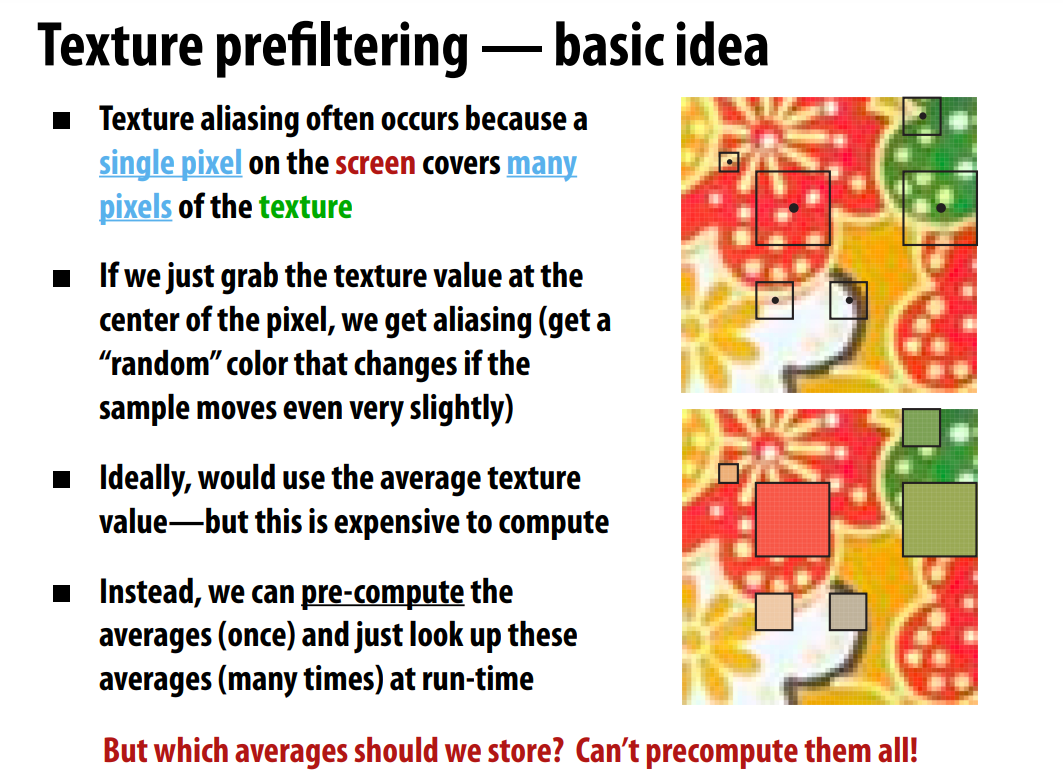 Texture prefiltering — basic idea
■ Texture aliasing often occurs because a
single pixel on the screen covers many
pixels of the texture
■ If we just grab the texture value at the
center of the pixel, we get aliasing (get a
“random” color that changes if the
sample moves even very slightly)
■ Ideally, would use the average texture
value—but this is expensive to compute
■ Instead, we can pre-compute the
averages (once) and just look up these
averages (many times) at run-time
But which averages should we store? Can’t precompute them all!